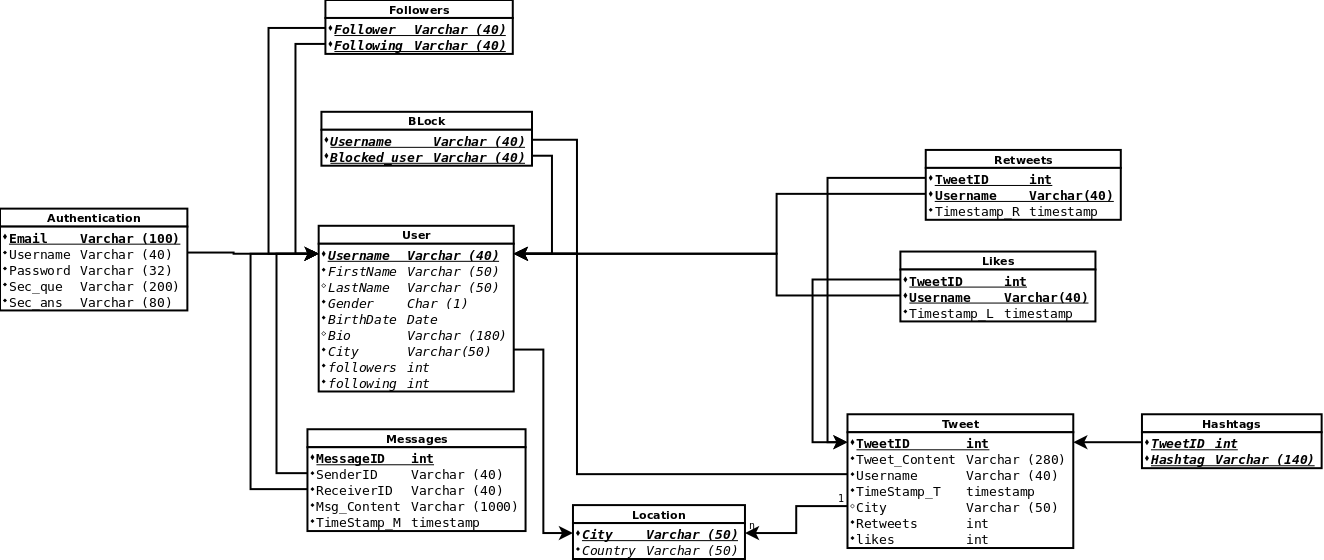 Followers
Follower Varchar (40)
Following Varchar (40)
BLock
Username Varchar (40)
Blocked_user Varchar (40)
Authentication
Email Varchar (100)
Username Varchar (40)
Password Varchar (32)
Sec_que Varchar (200)
Sec_ans Varchar (80)
User
Username Varchar (40)
FirstName Varchar (50)
LastName Varchar (50)
Gender Char (1)
BirthDate Date
Bio Varchar (180)
City Varchar(50)
followers int
following int
Messages
MessageID int
SenderID Varchar (40)
ReceiverID Varchar (40)
Msg_Content Varchar (1000)
TimeStamp_M timestamp
Location
City Varchar (50)
Country Varchar (50)
n
1
Retweets
TweetID int
Username Varchar(40)
Timestamp_R timestamp
Likes
TweetID int
Username Varchar(40)
Timestamp_L timestamp
Tweet
TweetID int
Tweet_Content Varchar (280)
Username Varchar (40)
TimeStamp_T timestamp
City Varchar (50)
Retweets int
likes int
Hashtags
TweetID int
Hashtag Varchar (140)